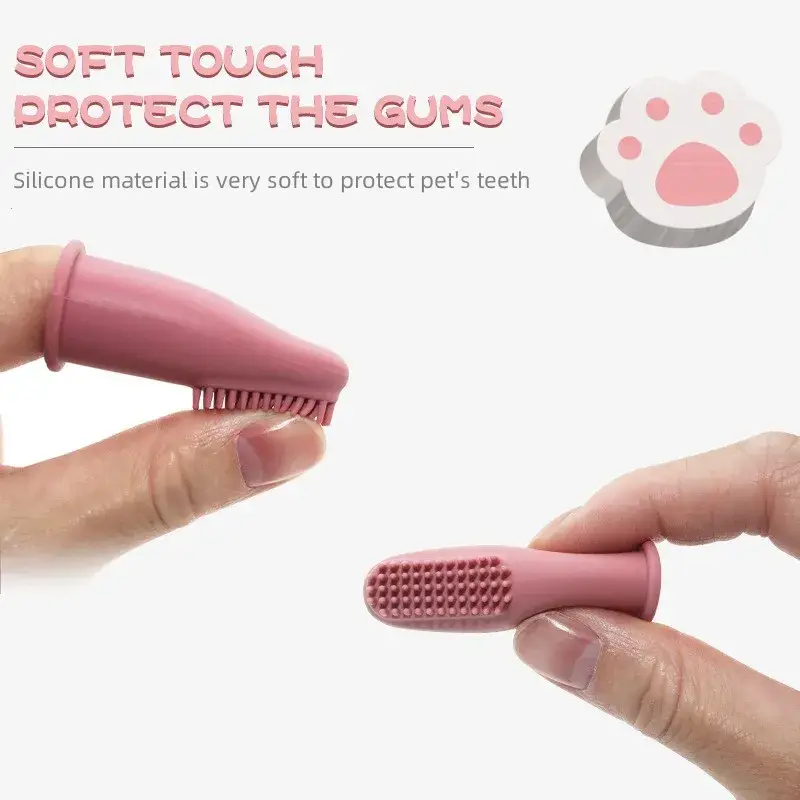 SOFT TOUCH
PROTECT THE GUMS
Silicone material is very soft to protect pet's teeth